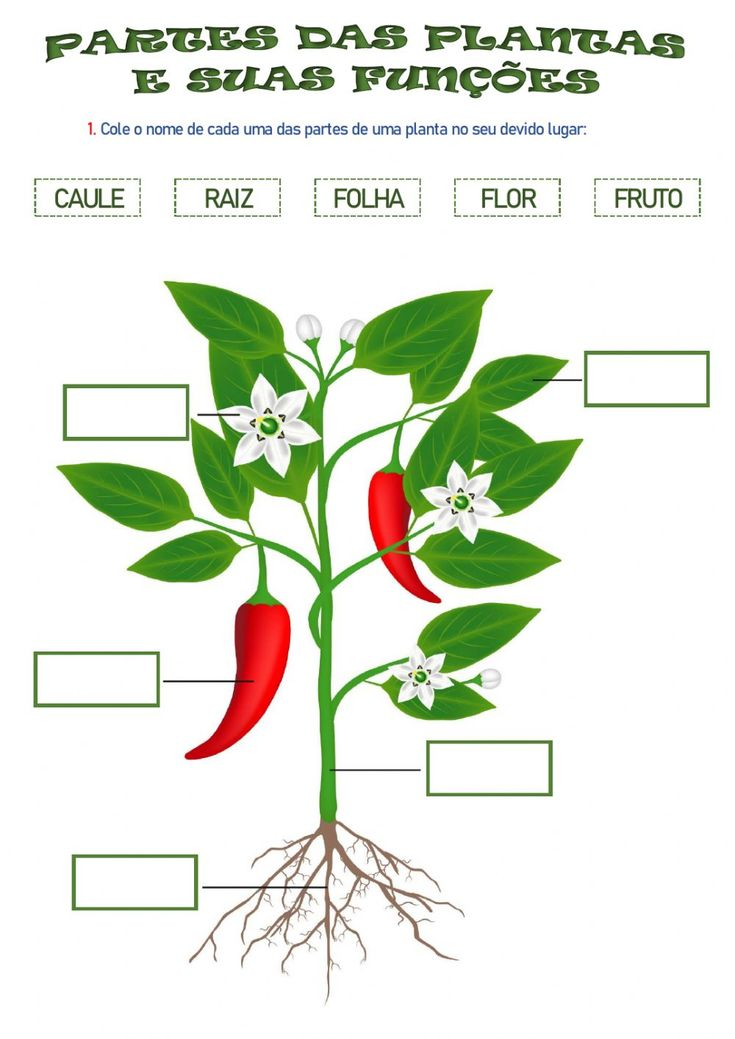 PARTES DAS PLANTAS
E SUAS FUNÇÕES
1. Cole o nome de cada uma das partes de uma planta no seu devido lugar:
CAULE RAIZ FOLHA FLOR FRUTO